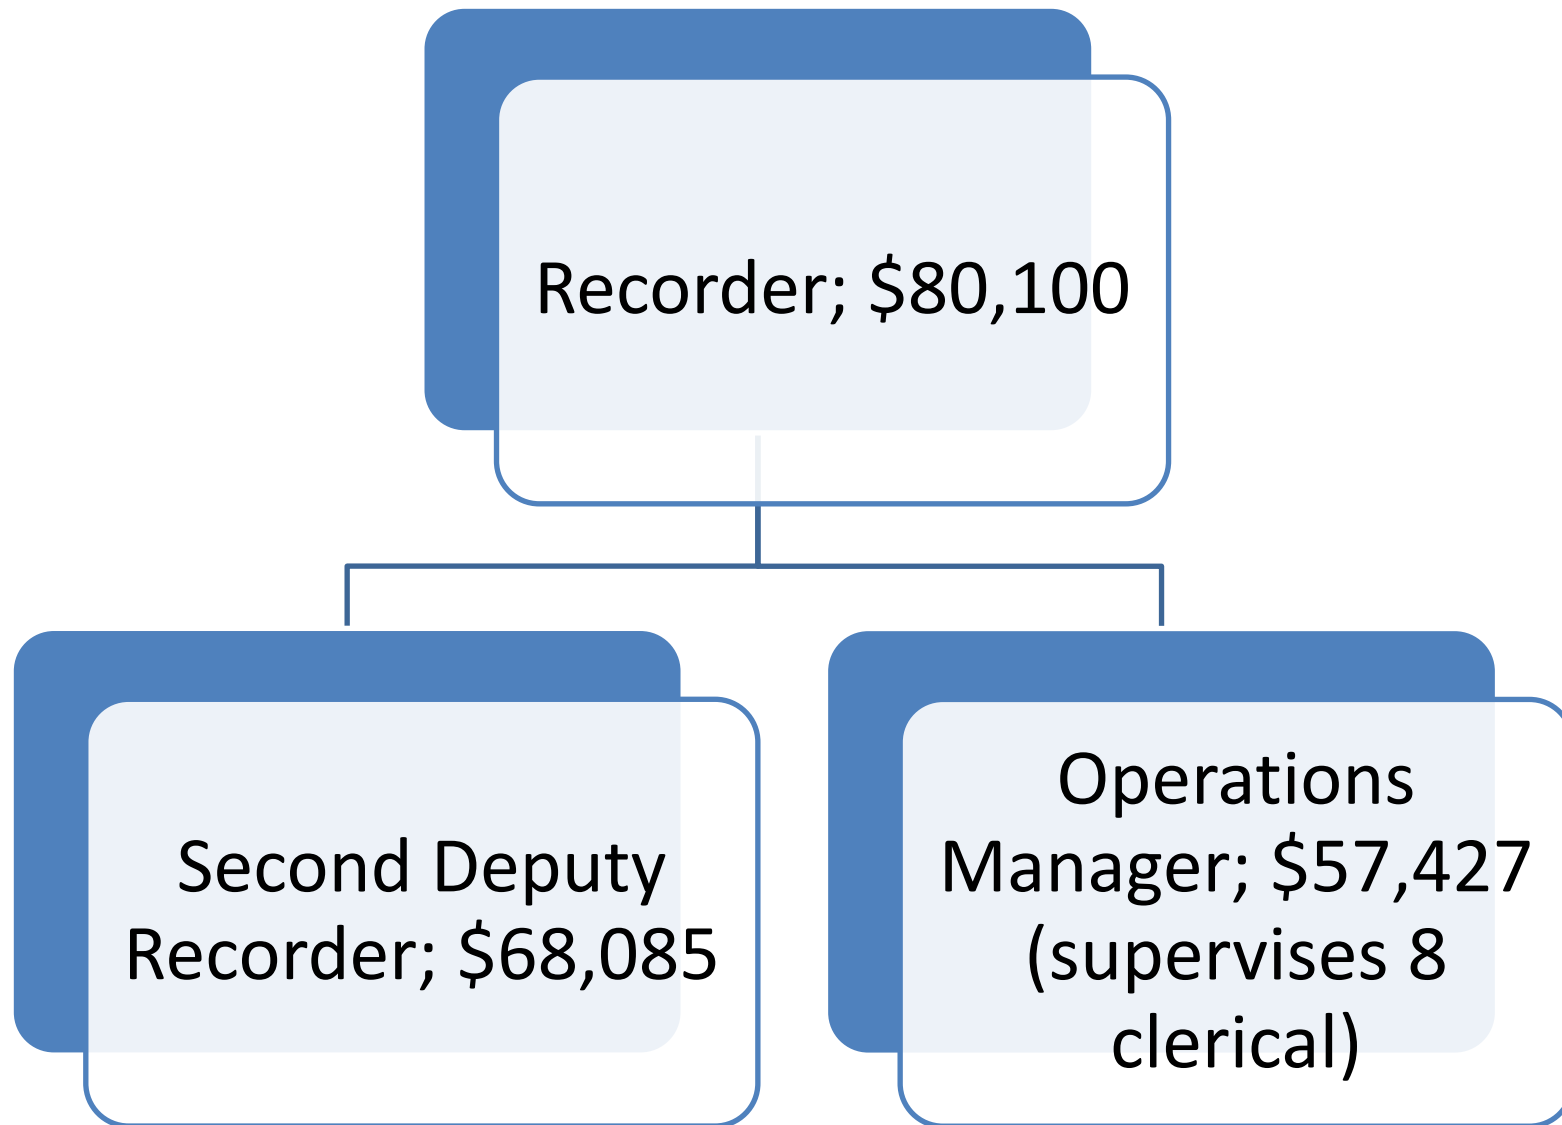 Recorder; $80,100
Second Deputy
Recorder; $68,085
Operations
Manager; $57,427
(supervises 8
clerical)